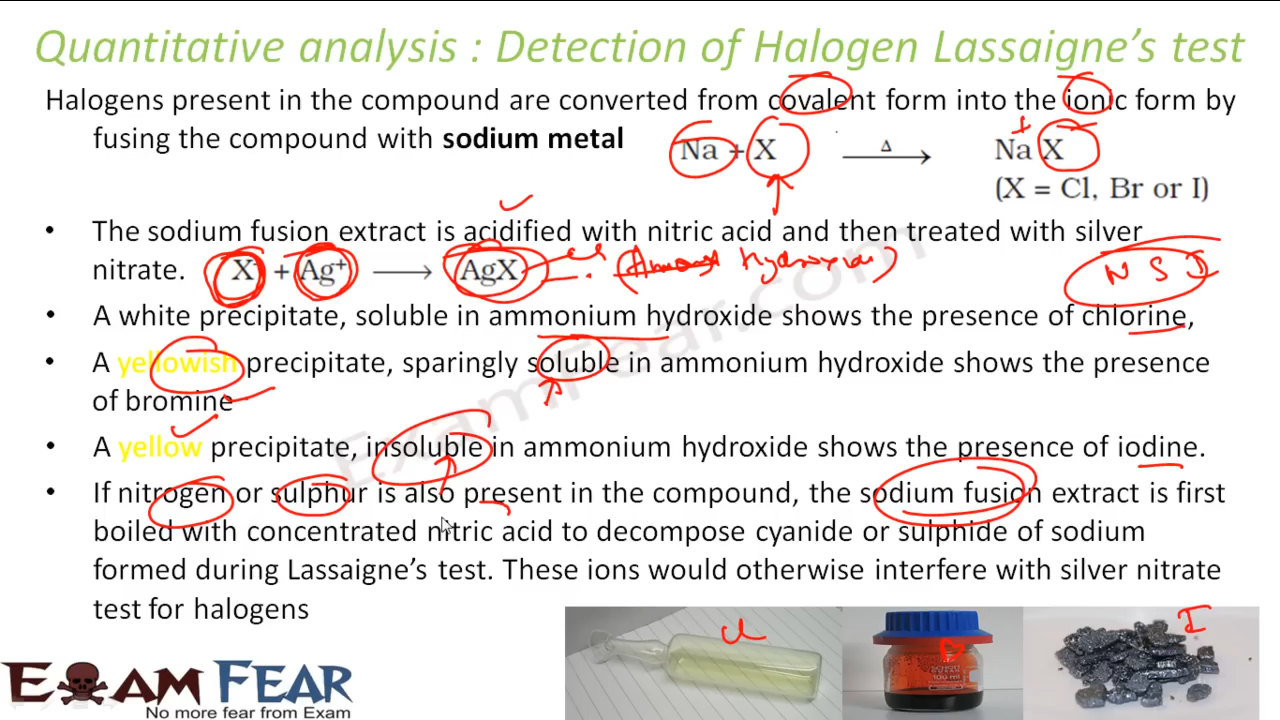 Quantitative analysis : Detection of Halogen Lassaigne's test
Halogens present in the compound are converted from covalent form into the ionic form by
fusing the compound with sodium metal
Na + X ⟶ Δ Na X
+
(X = Cl, Br or I)
• The sodium fusion extract is acidified with nitric acid and then treated with silver
nitrate. X⁻ + Ag⁺ ⟶ AgX
hydroxide)
N S I
• A white precipitate, soluble in ammonium hydroxide shows the presence of chlorine,
• A yellowish precipitate, sparingly soluble in ammonium hydroxide shows the presence
of bromine
• A yellow precipitate, insoluble in ammonium hydroxide shows the presence of iodine.
• If nitrogen or sulphur is also present in the compound, the sodium fusion extract is first
boiled with concentrated nitric acid to decompose cyanide or sulphide of sodium
formed during Lassaigne's test. These ions would otherwise interfere with silver nitrate
test for halogens
Cl
I
100 ml
ExamFear.com
EXAM FEAR
No more fear from Exam